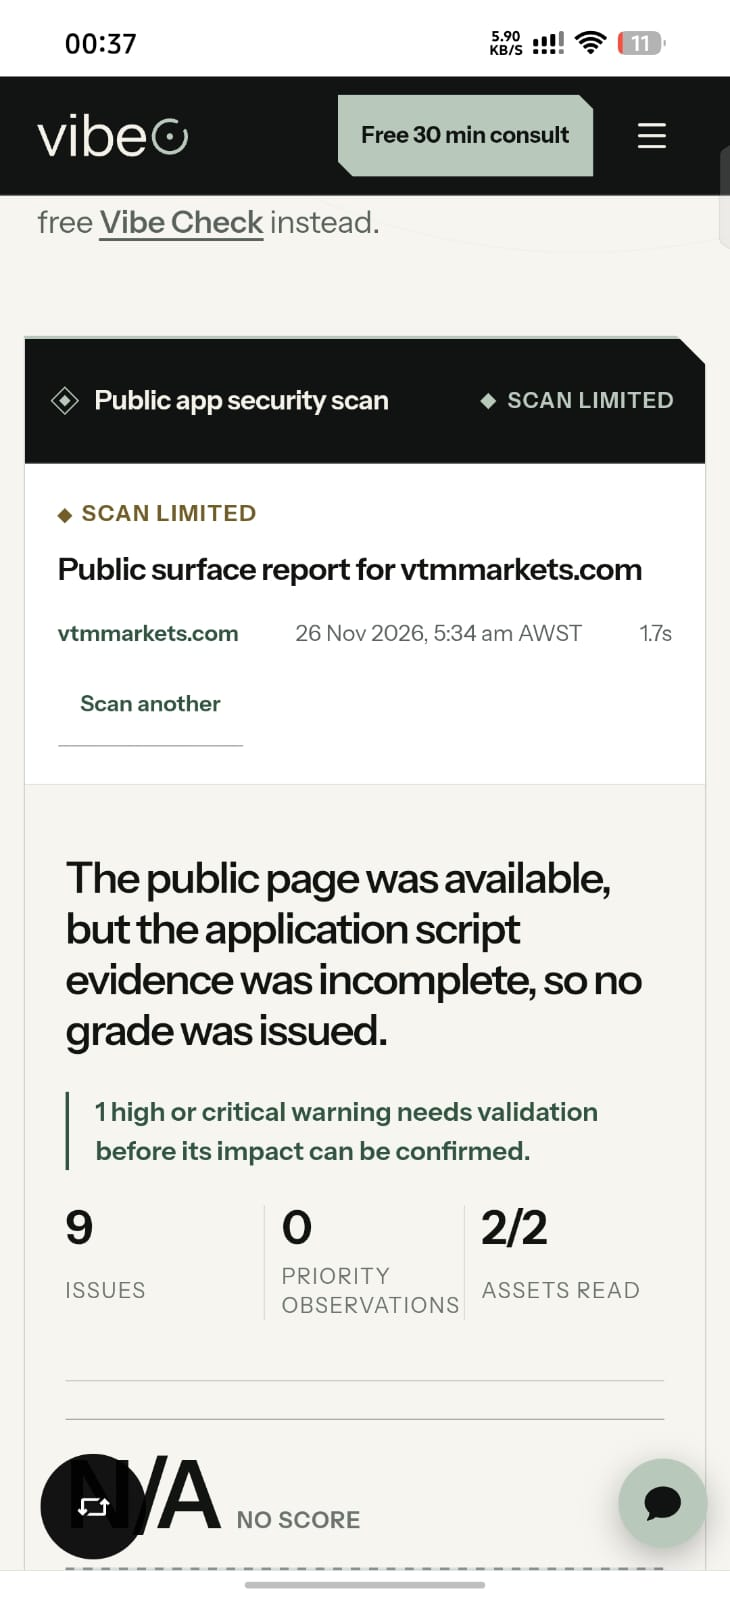 00:37
5.90
KB/S
11
vibe
Free 30 min consult
free Vibe Check instead.
Public app security scan
SCAN LIMITED
SCAN LIMITED
Public surface report for vtmmarkets.com
vtmmarkets.com 26 Nov 2026, 5:34 am AWST 1.7s
Scan another
The public page was available,
but the application script
evidence was incomplete, so no
grade was issued.
1 high or critical warning needs validation
before its impact can be confirmed.
9
ISSUES
0
PRIORITY
OBSERVATIONS
2/2
ASSETS READ
N/A
NO SCORE